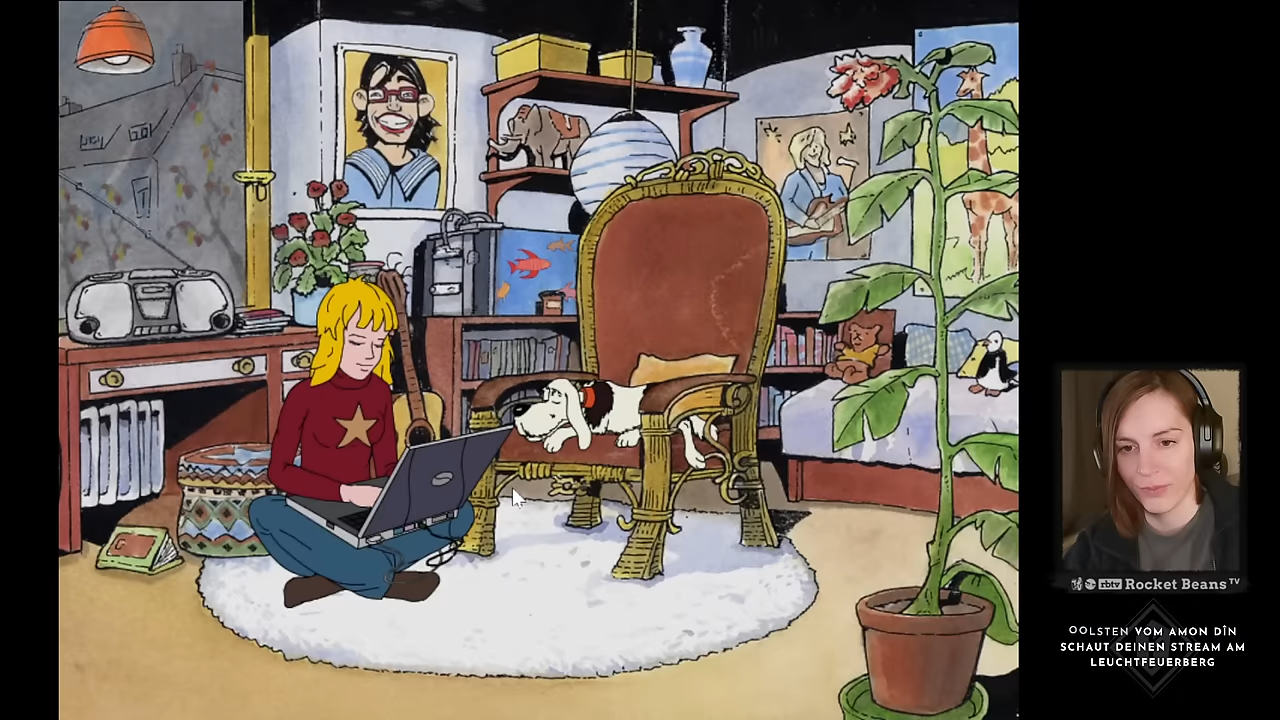 rbtv Rocket Beans TV
OOLSTEN VOM AMON DÎN
SCHAUT DEINEN STREAM AM
LEUCHTFEUERBERG